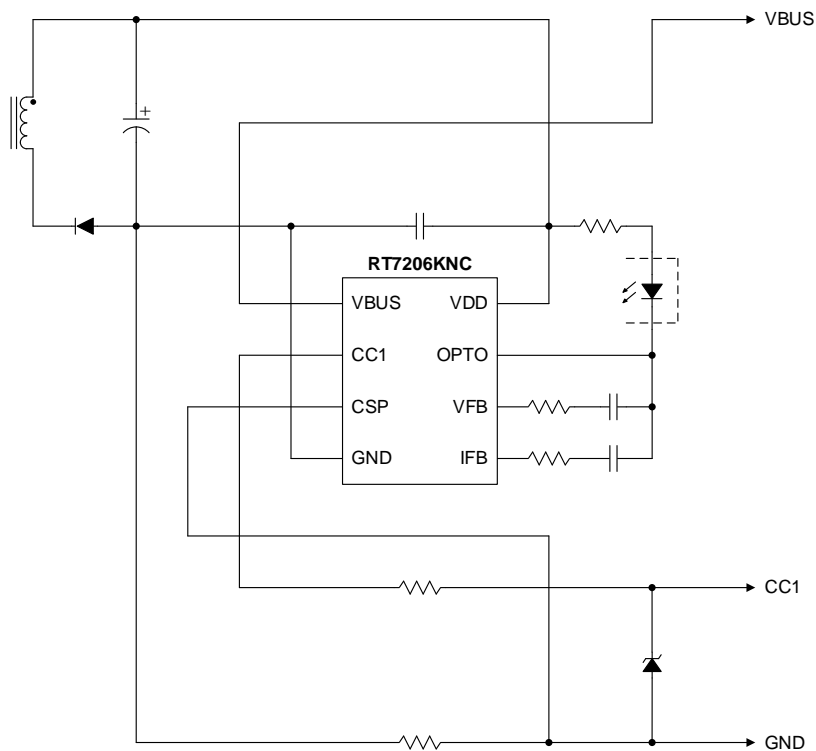 VBUS
+
RT7206KNC
VBUS VDD
CC1 OPTO
CSP VFB
GND IFB
CC1
GND